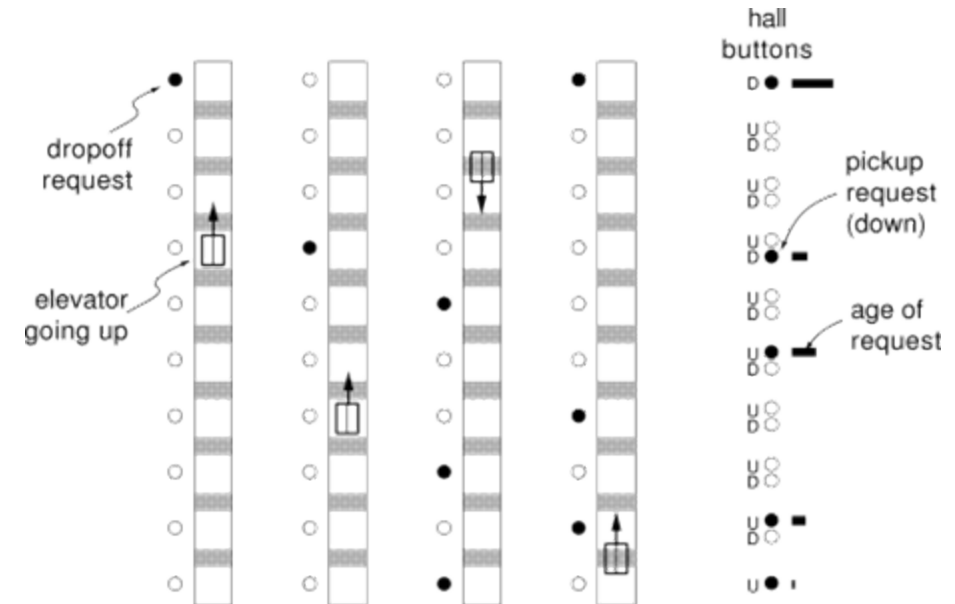 hall
buttons
D
dropoff
request
U
D
pickup
request
(down)
U
D
U
D
elevator
going up
U
D
age of
request
U
D
U
D
U
D
U
D
U